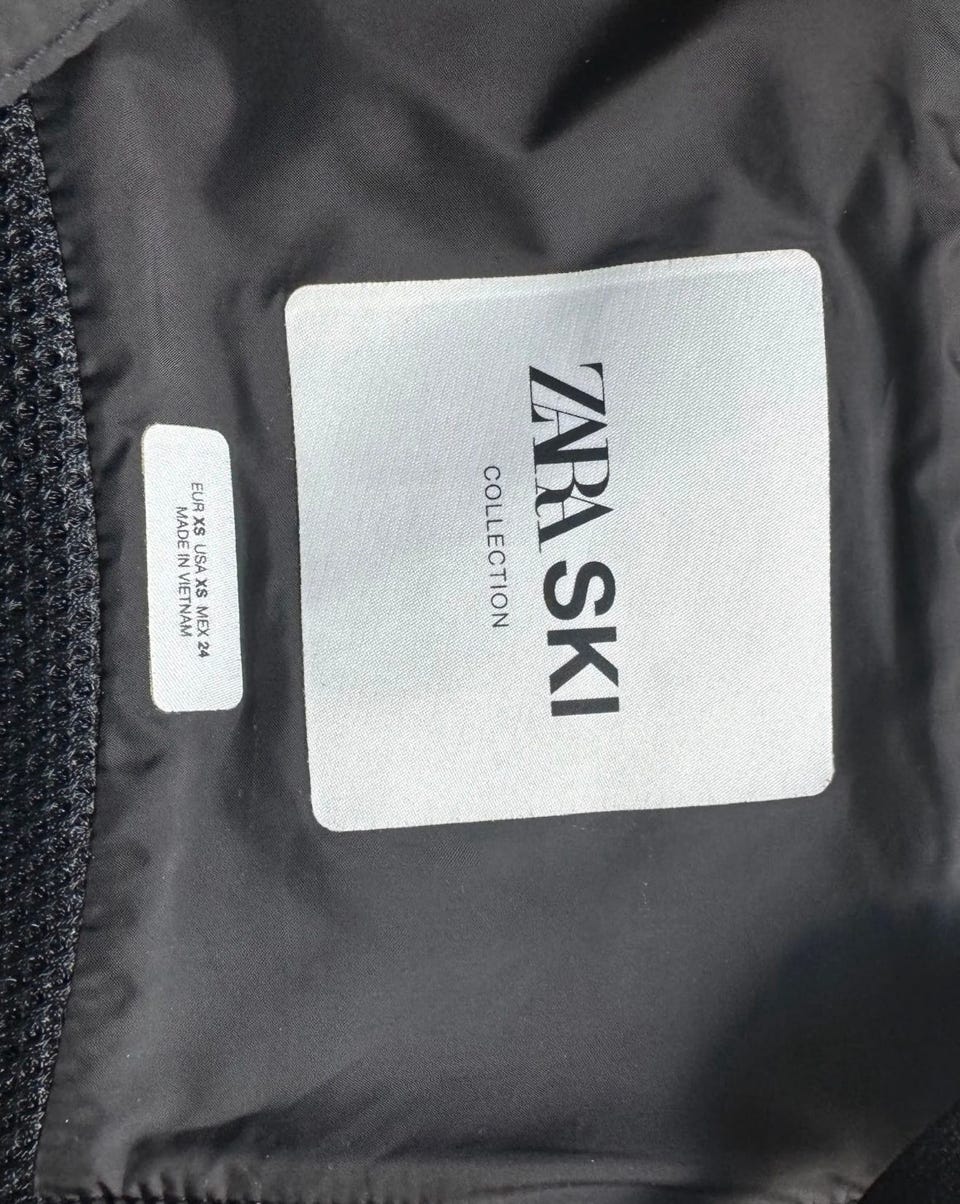 ZARA SKI
COLLECTION
EUR XS USA XS MEX 24
MADE IN VIETNAM